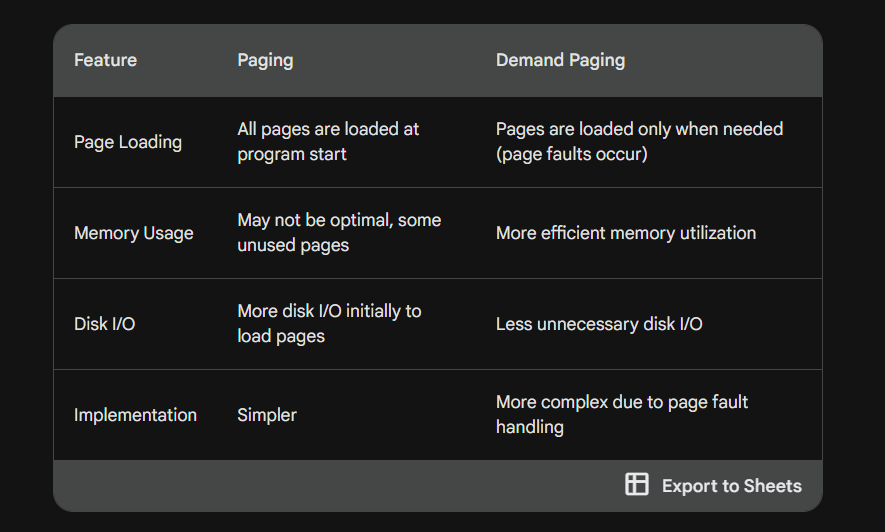 Feature Paging Demand Paging
Page Loading
All pages are loaded at
program start
Pages are loaded only when needed
(page faults occur)
Memory Usage
May not be optimal, some
unused pages
More efficient memory utilization
Disk I/O
More disk I/O initially to
load pages
Less unnecessary disk I/O
Implementation
Simpler
More complex due to page fault
handling
Export to Sheets